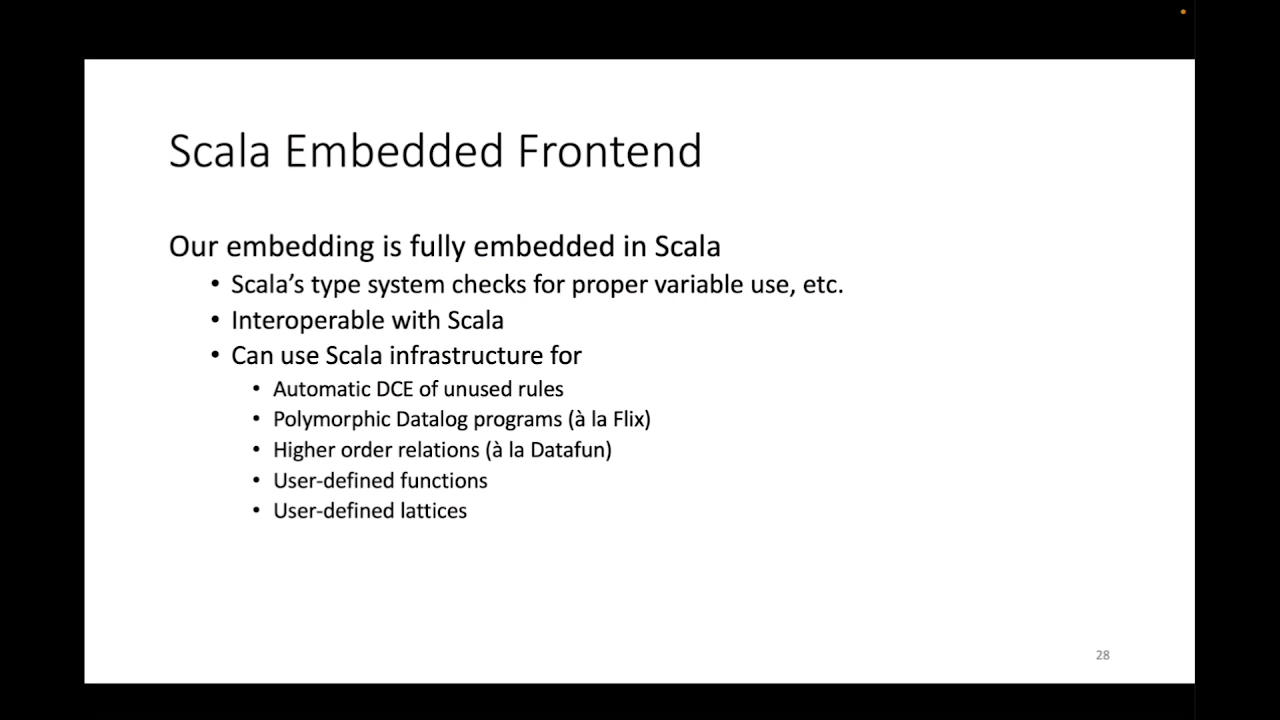 Scala Embedded Frontend
Our embedding is fully embedded in Scala
• Scala’s type system checks for proper variable use, etc.
• Interoperable with Scala
• Can use Scala infrastructure for
• Automatic DCE of unused rules
• Polymorphic Datalog programs (à la Flix)
• Higher order relations (à la Datafun)
• User-defined functions
• User-defined lattices
28